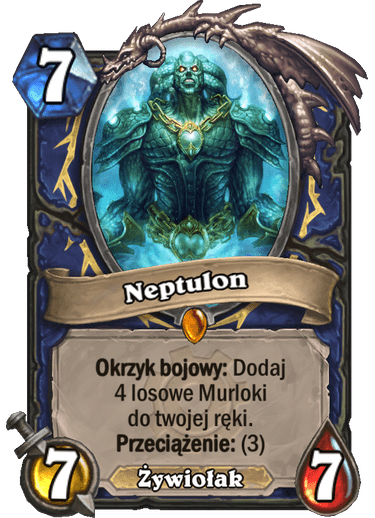 7
Neptulon
Okrzyk bojowy: Dodaj
4 losowe Murloki
do twojej ręki.
Przeciążenie: (3)
7
Żywiołak
7